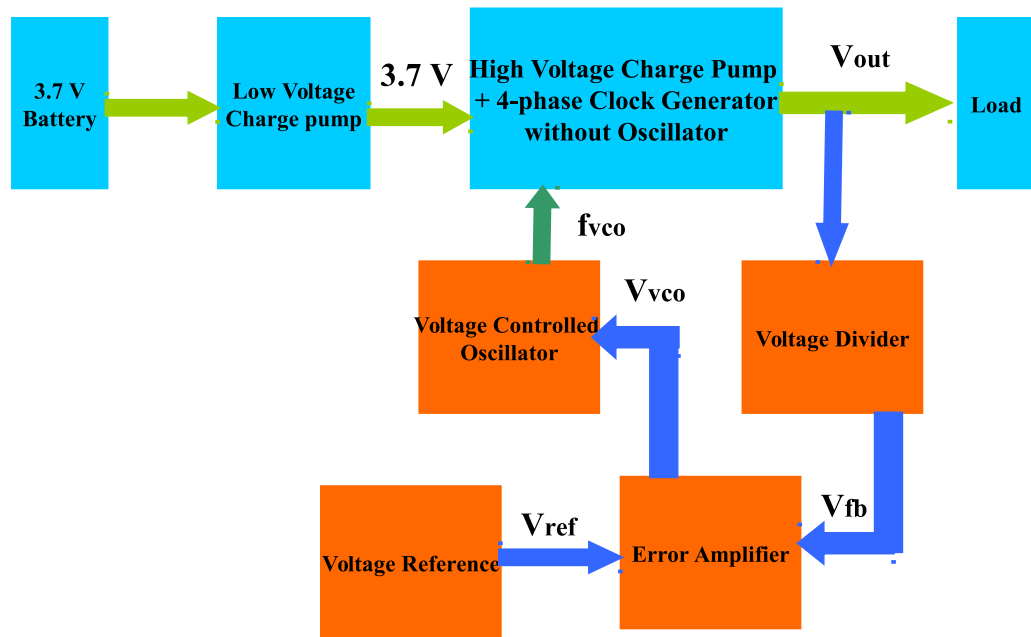 3.7 V
Battery
Low Voltage
Charge pump
3.7 V
High Voltage Charge Pump
+ 4-phase Clock Generator
without Oscillator
Vout
Load
fvco
Vvco
Voltage Controlled
Oscillator
Voltage Divider
Vref
Vfb
Voltage Reference
Error Amplifier